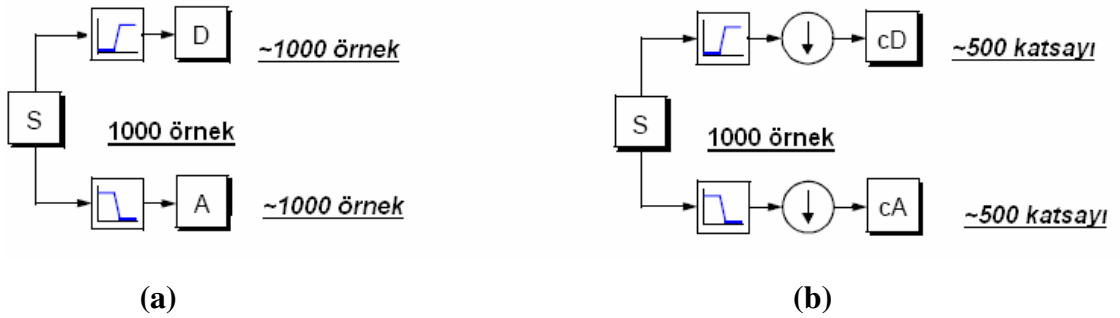 D
~1000 örnek
S
1000 örnek
A
~1000 örnek
(a)
cD
~500 katsayı
S
1000 örnek
cA
~500 katsayı
(b)